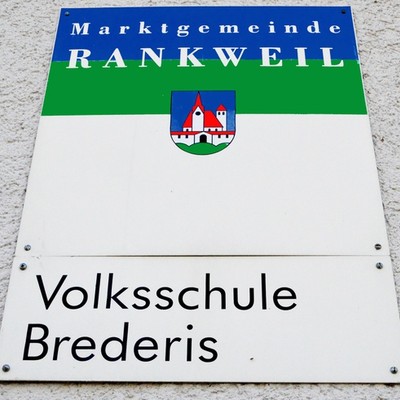 Marktgemeinde
RANKWEIL
Volksschule
Brederis